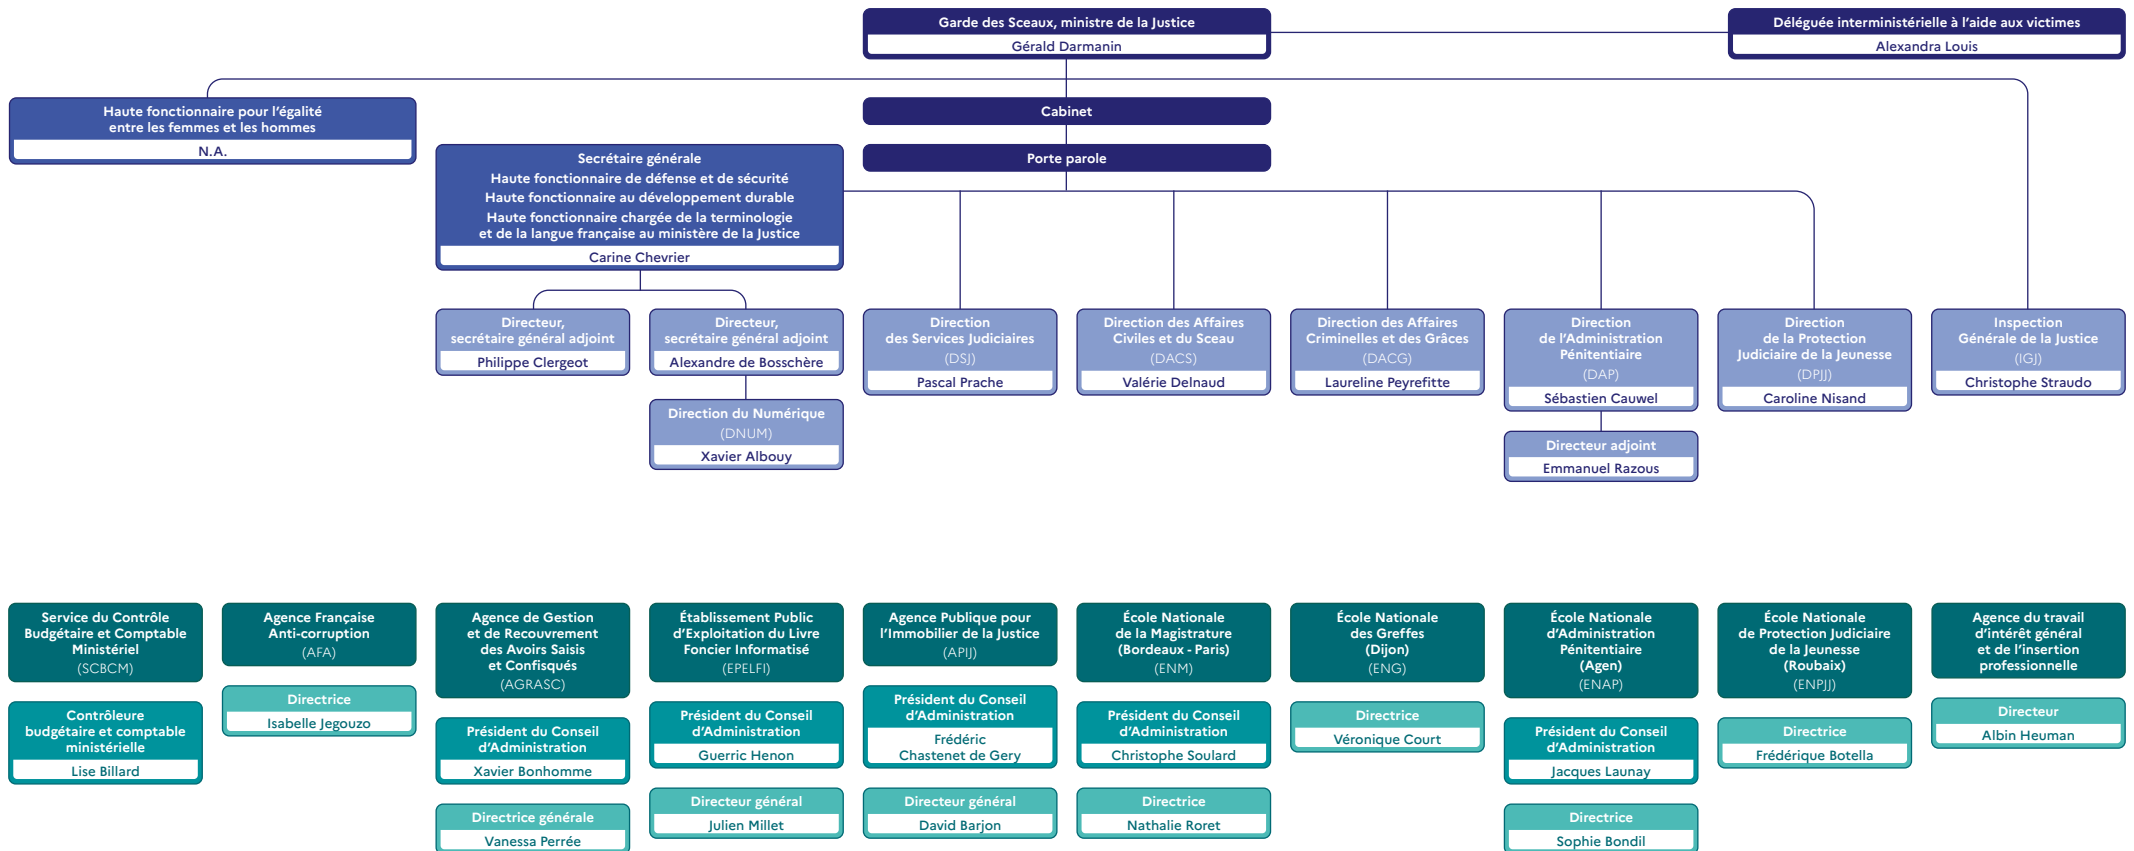 Garde des Sceaux, ministre de la Justice
Gérald Darmanin
Déléguée interministérielle à l'aide aux victimes
Alexandra Louis
Haute fonctionnaire pour l'égalité
entre les femmes et les hommes
N.A.
Cabinet
Porte parole
Secrétaire générale
Haute fonctionnaire de défense et de sécurité
Haute fonctionnaire au développement durable
Haute fonctionnaire chargée de la terminologie
et de la langue française au ministère de la Justice
Carine Chevrier
Directeur,
secrétaire général adjoint
Philippe Clergeot
Directeur,
secrétaire général adjoint
Alexandre de Bosschère
Direction du Numérique
(DNUM)
Xavier Albouy
Direction
des Services Judiciaires
(DSJ)
Pascal Prache
Direction des Affaires
Civiles et du Sceau
(DACS)
Valérie Delnaud
Direction des Affaires
Criminelles et des Grâces
(DACG)
Laureline Peyrefitte
Direction
de l'Administration
Pénitentiaire
(DAP)
Sébastien Cauwel
Directeur adjoint
Emmanuel Razous
Direction
de la Protection
Judiciaire de la Jeunesse
(DPJJ)
Caroline Nisand
Inspection
Générale de la Justice
(IGJ)
Christophe Straudo
Service du Contrôle
Budgétaire et Comptable
Ministériel
(SCBCM)
Contrôleure
budgétaire et comptable
ministérielle
Lise Billard
Agence Française
Anti-corruption
(AFA)
Directrice
Isabelle Jegouzo
Agence de Gestion
et de Recouvrement
des Avoirs Saisis
et Confisqués
(AGRASC)
Président du Conseil
d'Administration
Xavier Bonhomme
Directrice générale
Vanessa Perrée
Établissement Public
d'Exploitation du Livre
Foncier Informatisé
(EPELFI)
Président du Conseil
d'Administration
Guerric Henon
Directeur général
Julien Millet
Agence Publique pour
l'Immobilier de la Justice
(APIJ)
Président du Conseil
d'Administration
Frédéric
Chastenet de Gery
Directeur général
David Barjon
École Nationale
de la Magistrature
(Bordeaux - Paris)
(ENM)
Président du Conseil
d'Administration
Christophe Soulard
Directrice
Nathalie Roret
École Nationale
des Greffes
(Dijon)
(ENG)
Directrice
Véronique Court
École Nationale
d'Administration
Pénitentiaire
(Agen)
(ENAP)
Président du Conseil
d'Administration
Jacques Launay
Directrice
Sophie Bondil
École Nationale
de Protection Judiciaire
de la Jeunesse
(Roubaix)
(ENPJJ)
Directrice
Frédérique Botella
Agence du travail
d'intérêt général
et de l'insertion
professionnelle
Directeur
Albin Heuman